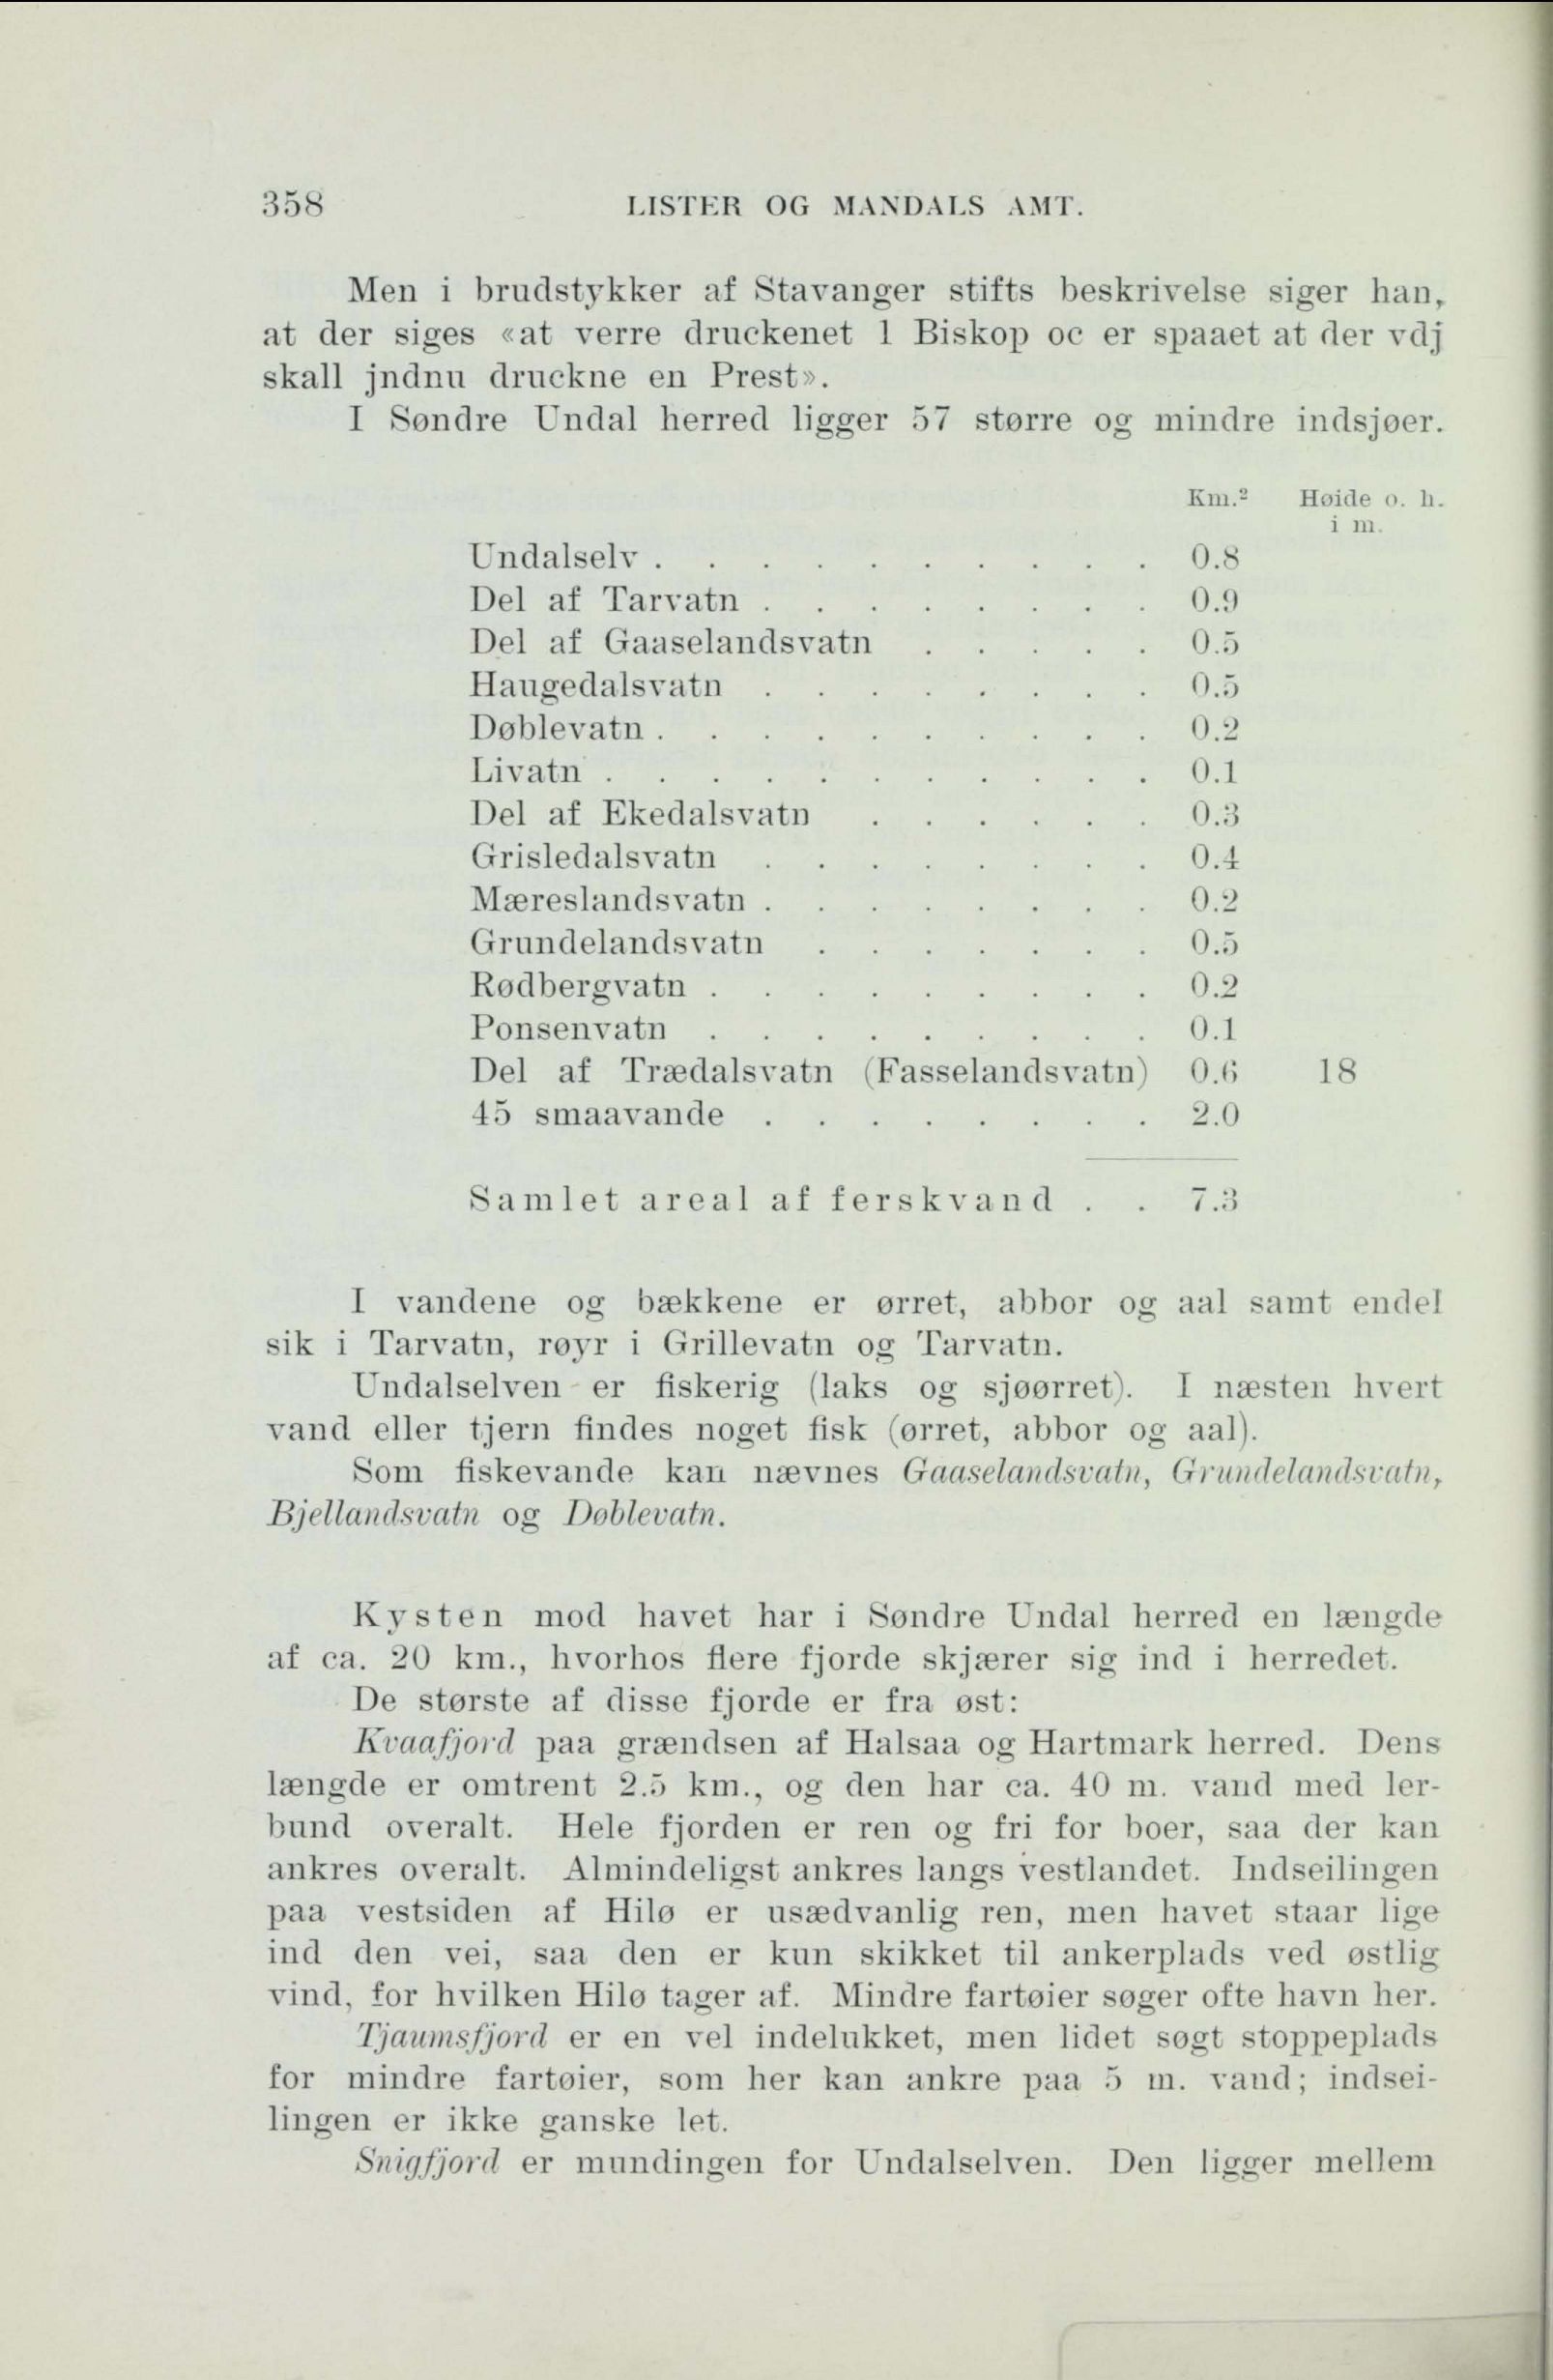 358
LISTER OG MANDALS AMT.
Men i brudstykker af Stavanger stifts beskrivelse siger han,
at der siges «at verre druckenet 1 Biskop oc er spaaet at der vdj
skall jndnu druckne en Prest».
I Søndre Undal herred ligger 57 større og mindre indsjøer.
Km.² Høide o. h.
i m.
Undalselv . . . . . . . . . . 0.8
Del af Tarvatn . . . . . . . . 0.9
Del af Gaaselandsvatn . . . . . 0.5
Haugedalsvatn . . . . . . . . 0.5
Døblevatn . . . . . . . . . . 0.2
Livatn . . . . . . . . . . . 0.1
Del af Ekedalsvatn . . . . . . 0.3
Grisledalsvatn . . . . . . . . 0.4
Mæreslandsvatn . . . . . . . . 0.2
Grundelandsvatn . . . . . . . 0.5
Rødbergvatn . . . . . . . . . 0.2
Ponsenvatn . . . . . . . . . 0.1
Del af Trædalsvatn (Fasselandsvatn) 0.6 18
45 smaavande . . . . . . . . 2.0
Samlet areal af ferskvand . . 7.3
I vandene og bækkene er ørret, abbor og aal samt endel
sik i Tarvatn, røyr i Grillevatn og Tarvatn.
Undalselven er fiskerig (laks og sjøørret). I næsten hvert
vand eller tjern findes noget fisk (ørret, abbor og aal).
Som fiskevande kan nævnes Gaaselandsvatn, Grundelandsvatn,
Bjellandsvatn og Døblevatn.
Kysten mod havet har i Søndre Undal herred en længde
af ca. 20 km., hvorhos flere fjorde skjærer sig ind i herredet.
De største af disse fjorde er fra øst:
Kvaafjord paa grændsen af Halsaa og Hartmark herred. Dens
længde er omtrent 2.5 km., og den har ca. 40 m. vand med ler-
bund overalt. Hele fjorden er ren og fri for boer, saa der kan
ankres overalt. Almindeligst ankres langs vestlandet. Indseilingen
paa vestsiden af Hilø er usædvanlig ren, men havet staar lige
ind den vei, saa den er kun skikket til ankerplads ved østlig
vind, for hvilken Hilø tager af. Mindre fartøier søger ofte havn her.
Tjaumsfjord er en vel indelukket, men lidet søgt stoppeplads
for mindre fartøier, som her kan ankre paa 5 m. vand; indsei-
lingen er ikke ganske let.
Snigfjord er mundingen for Undalselven. Den ligger mellem